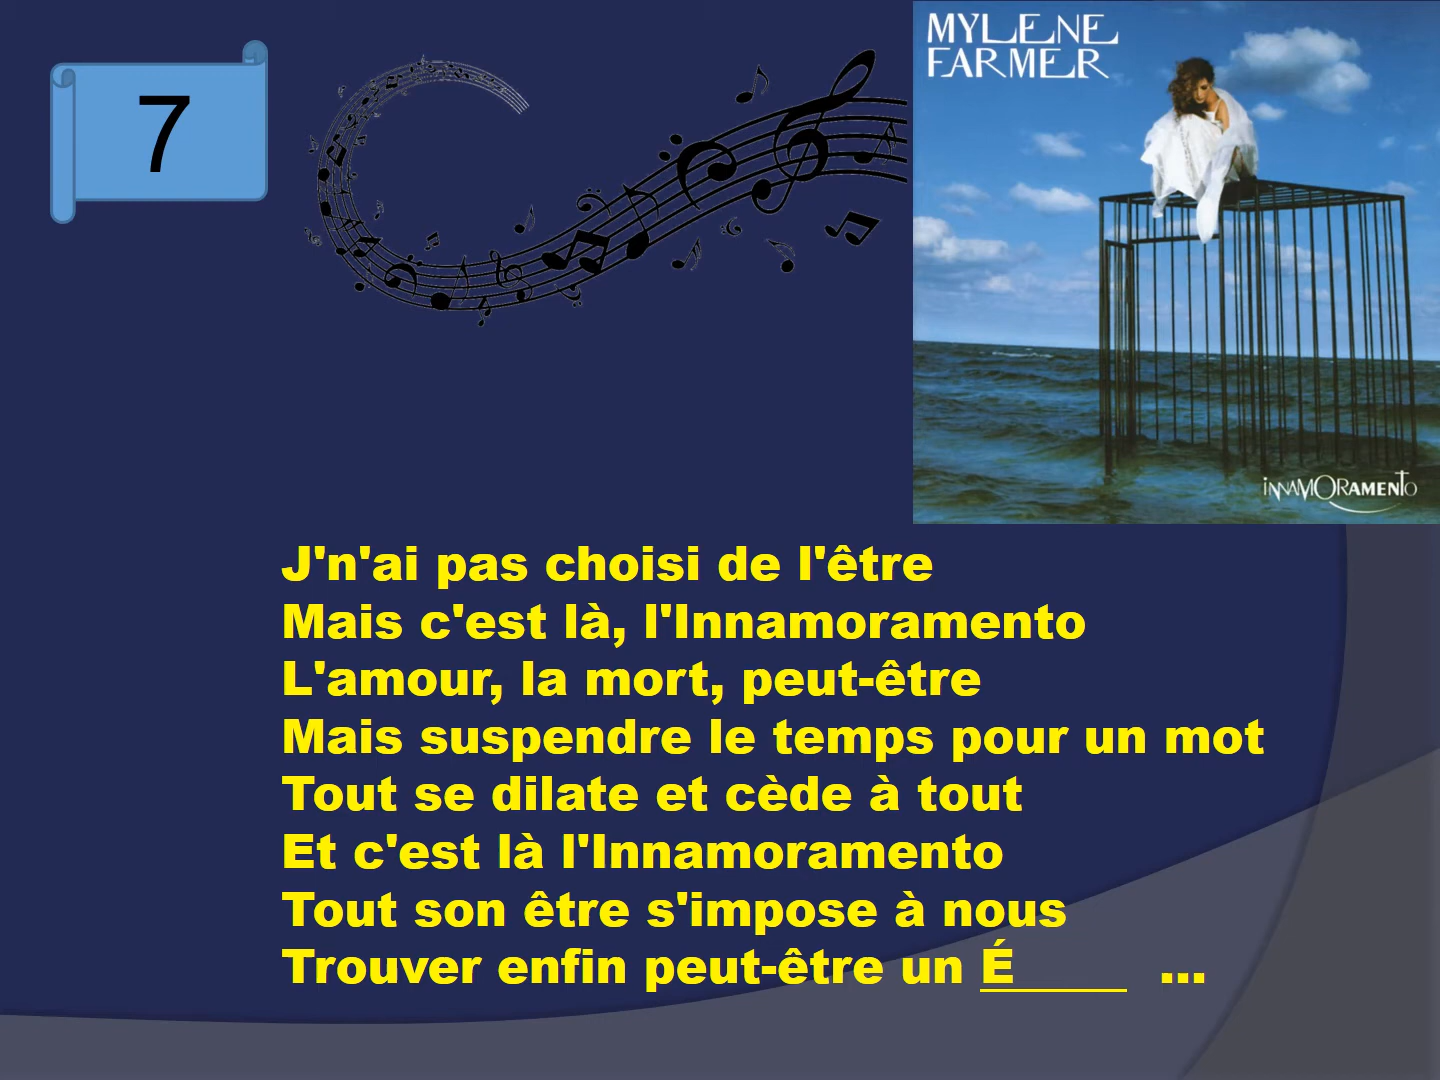 7
MYLENE
FARMER
iNNAMORAMENTO
J'n'ai pas choisi de l'être
Mais c'est là, l'Innamoramento
L'amour, la mort, peut-être
Mais suspendre le temps pour un mot
Tout se dilate et cède à tout
Et c'est là l'Innamoramento
Tout son être s'impose à nous
Trouver enfin peut-être un É_____ ...